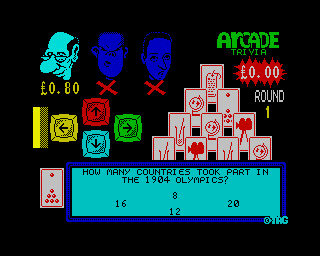 ARCADE
TRIVIA
£0.80
£0.00
ROUND
1
HOW MANY COUNTRIES TOOK PART IN
THE 1904 OLYMPICS?
8
16 20
12
©TAG